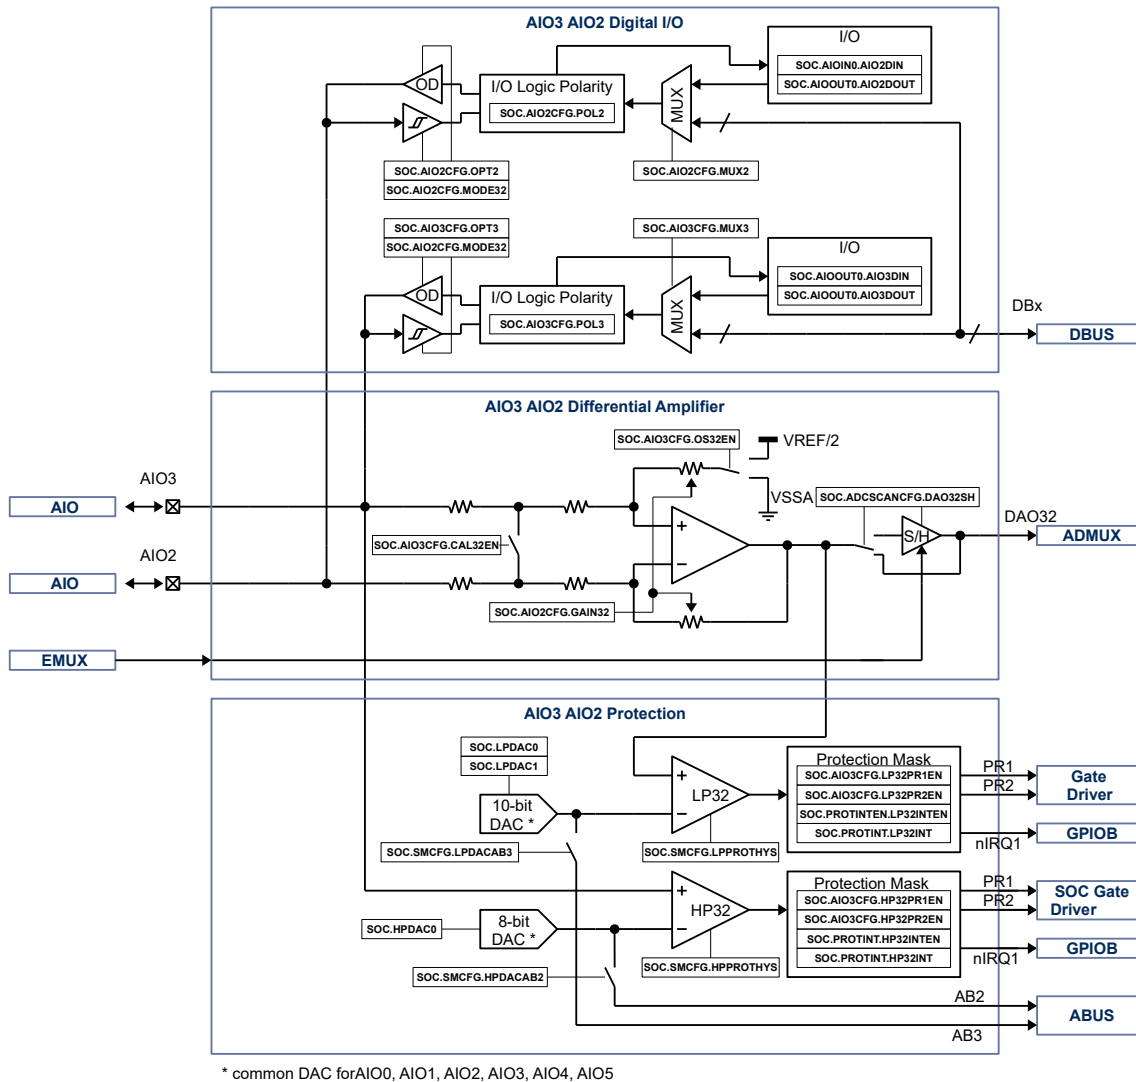 AIO3 AIO2 Digital I/O
I/O
SOC.AIOIN0.AIO2DIN
SOC.AIOOUT0.AIO2DOUT
OD
I/O Logic Polarity
SOC.AIO2CFG.POL2
MUX
SOC.AIO2CFG.OPT2
SOC.AIO2CFG.MODE32
SOC.AIO2CFG.MUX2
SOC.AIO3CFG.OPT3
SOC.AIO2CFG.MODE32
SOC.AIO3CFG.MUX3
I/O
SOC.AIOOUT0.AIO3DIN
SOC.AIOOUT0.AIO3DOUT
OD
I/O Logic Polarity
SOC.AIO3CFG.POL3
MUX
DBx
DBUS
AIO3 AIO2 Differential Amplifier
SOC.AIO3CFG.OS32EN
VREF/2
VSSA
SOC.ADCSCANCFG.DAO32SH
AIO3
AIO
DAO32
ADMUX
S/H
+
−
SOC.AIO3CFG.CAL32EN
AIO2
AIO
SOC.AIO2CFG.GAIN32
EMUX
AIO3 AIO2 Protection
SOC.LPDAC0
SOC.LPDAC1
10-bit
DAC *
+
LP32
−
Protection Mask
SOC.AIO3CFG.LP32PR1EN
SOC.AIO3CFG.LP32PR2EN
SOC.PROTINTEN.LP32INTEN
SOC.PROTINT.LP32INT
PR1
PR2
nIRQ1
Gate
Driver
GPIOB
SOC.SMCFG.LPDACAB3
SOC.SMCFG.LPPROTHYS
SOC.HPDAC0
8-bit
DAC *
+
HP32
−
Protection Mask
SOC.AIO3CFG.HP32PR1EN
SOC.AIO3CFG.HP32PR2EN
SOC.PROTINT.HP32INTEN
SOC.PROTINT.HP32INT
PR1
PR2
nIRQ1
SOC Gate
Driver
GPIOB
SOC.SMCFG.HPDACAB2
SOC.SMCFG.HPPROTHYS
AB2
AB3
ABUS
* common DAC forAIO0, AIO1, AIO2, AIO3, AIO4, AIO5